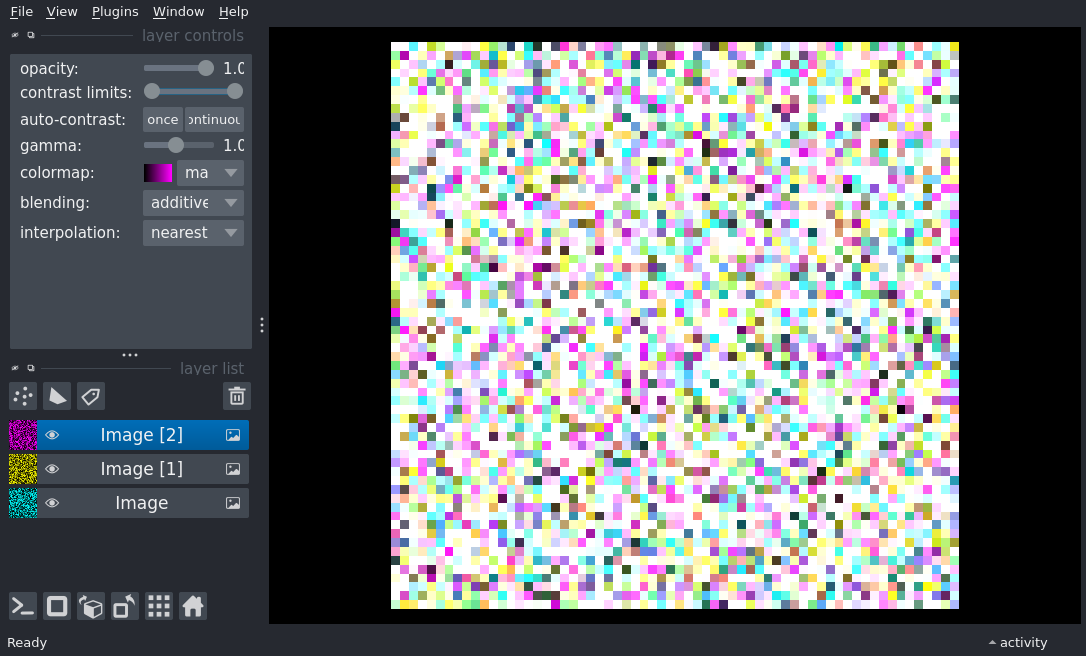 File View Plugins Window Help
layer controls
opacity: 1.0
contrast limits:
auto-contrast: once ontinuou
gamma: 1.0
colormap: ma
blending: additive
interpolation: nearest
layer list
Image [2]
Image [1]
Image
Ready activity